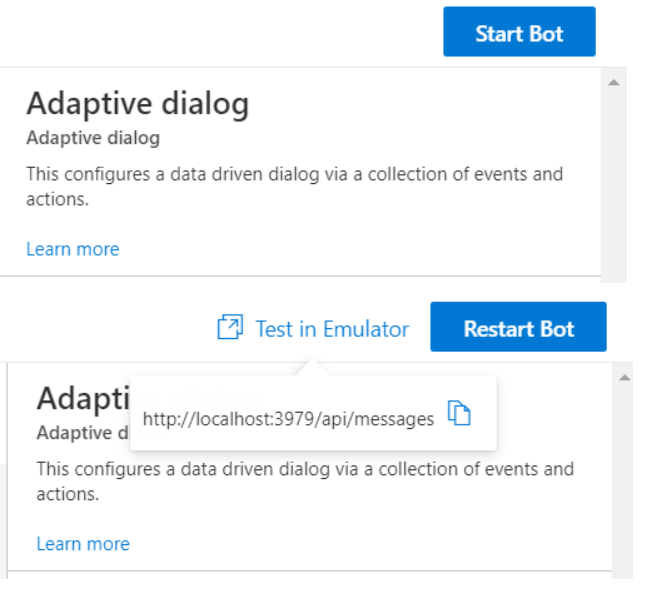 Start Bot
Adaptive dialog
Adaptive dialog
This configures a data driven dialog via a collection of events and
actions.
Learn more
Test in Emulator
Restart Bot
Adapti
http://localhost:3979/api/messages
Adaptive d
This configures a data driven dialog via a collection of events and
actions.
Learn more